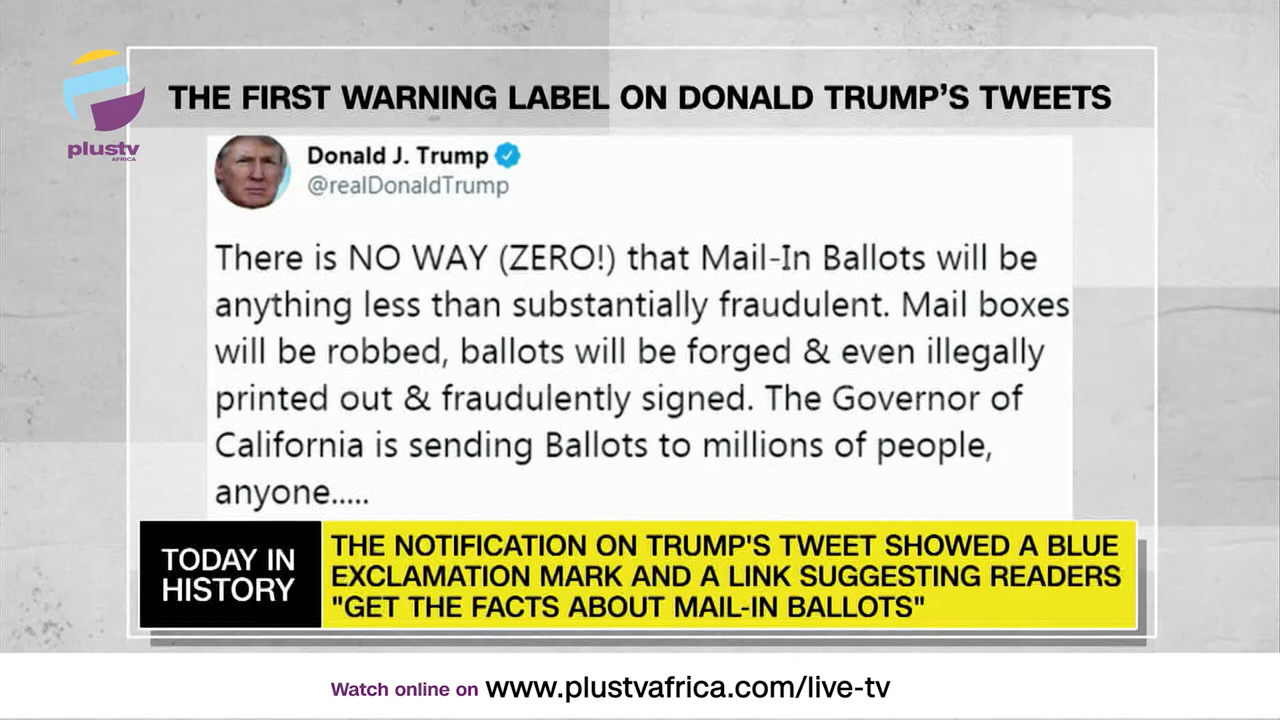 THE FIRST WARNING LABEL ON DONALD TRUMP'S TWEETS
plustv
AFRICA
Donald J. Trump
@realDonaldTrump
There is NO WAY (ZERO!) that Mail-In Ballots will be
anything less than substantially fraudulent. Mail boxes
will be robbed, ballots will be forged & even illegally
printed out & fraudulently signed. The Governor of
California is sending Ballots to millions of people,
anyone.....
TODAY IN
HISTORY
THE NOTIFICATION ON TRUMP'S TWEET SHOWED A BLUE
EXCLAMATION MARK AND A LINK SUGGESTING READERS
"GET THE FACTS ABOUT MAIL-IN BALLOTS"
Watch online on www.plustvafrica.com/live-tv